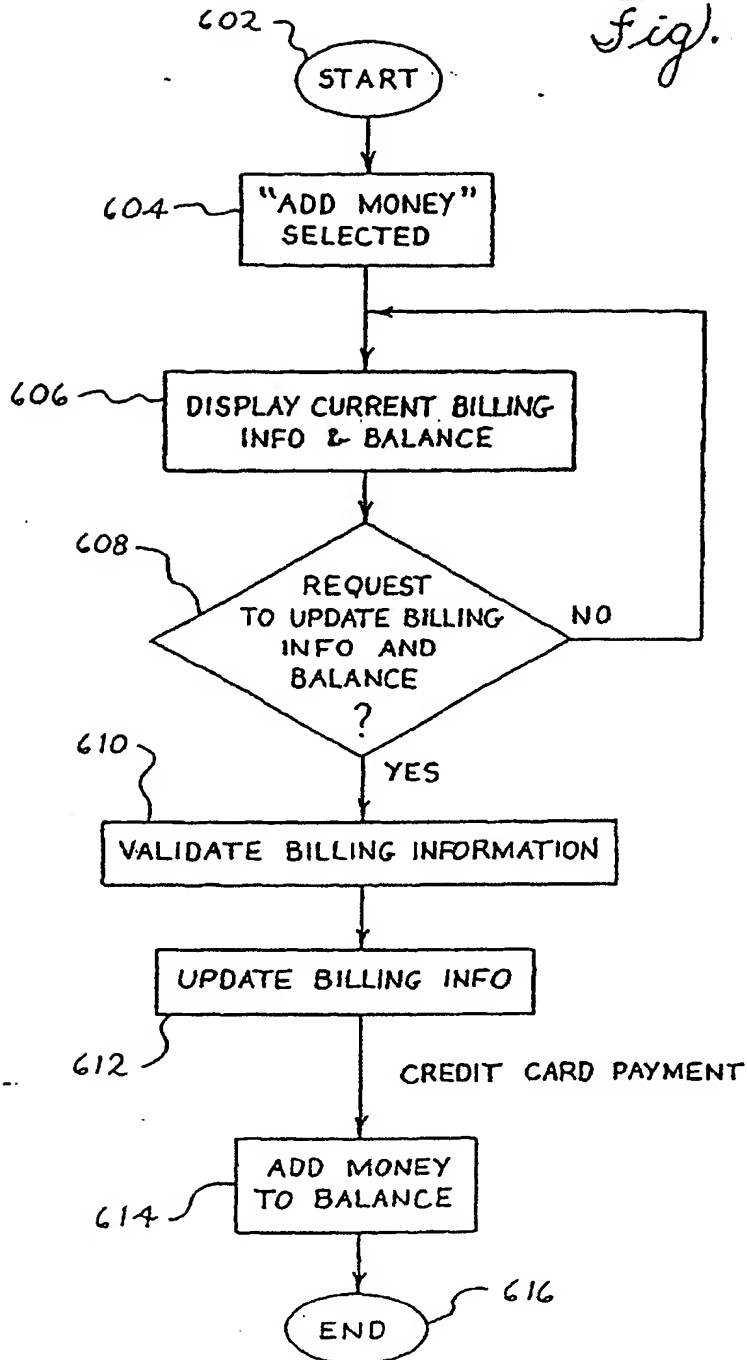 Fig.
602
START
604
"ADD MONEY"
SELECTED
606
DISPLAY CURRENT BILLING
INFO & BALANCE
608
REQUEST
TO UPDATE BILLING
INFO AND
BALANCE
?
NO
YES
610
VALIDATE BILLING INFORMATION
UPDATE BILLING INFO
612
CREDIT CARD PAYMENT
ADD MONEY
TO BALANCE
614
END
616